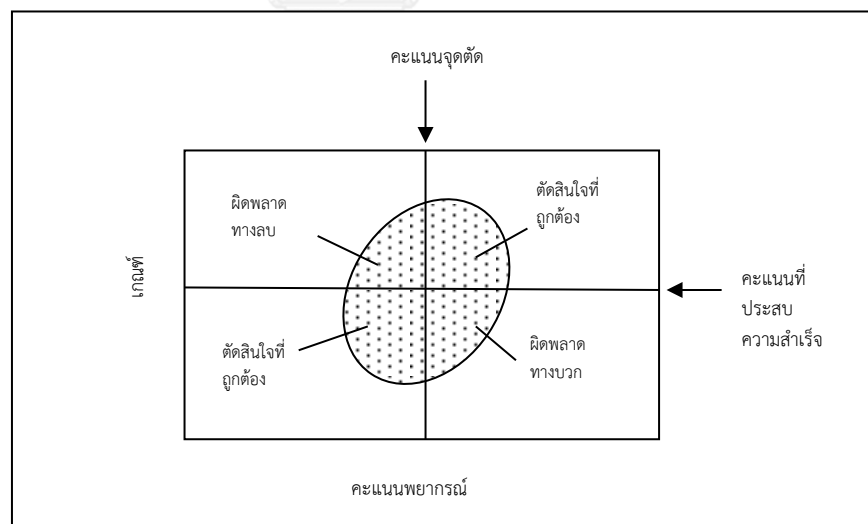 คะแนนจุดตัด
ผิดพลาด
ทางลบ
ตัดสินใจที่
ถูกต้อง
เกณฑ์
คะแนนที่
ประสบ
ความสำเร็จ
ตัดสินใจที่
ถูกต้อง
ผิดพลาด
ทางบวก
คะแนนพยากรณ์